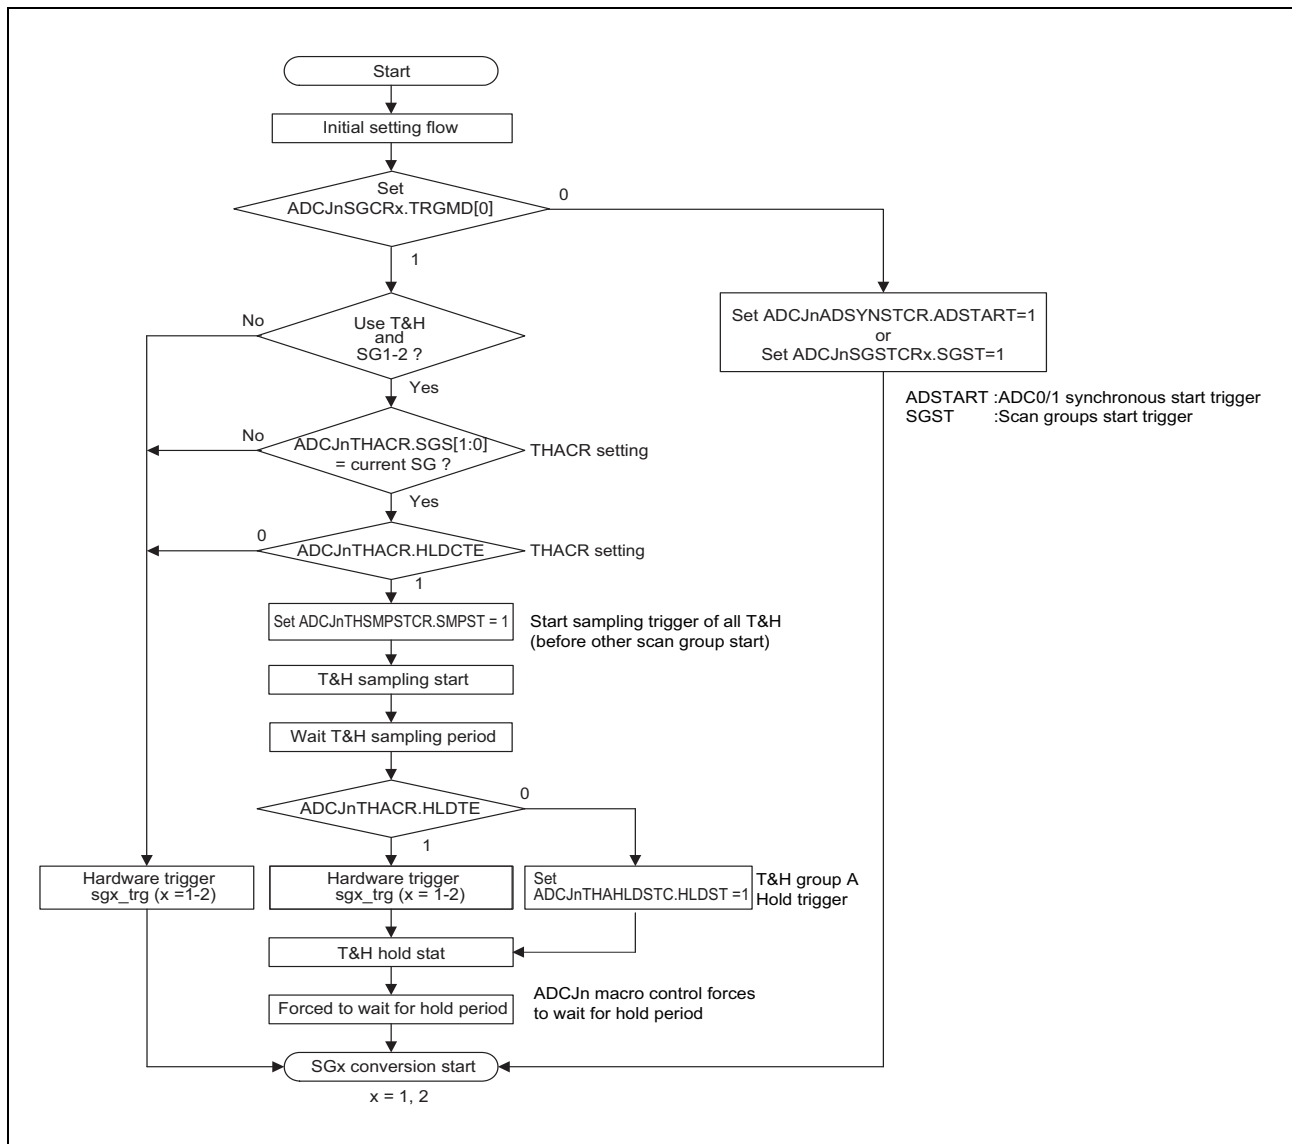 Start
Initial setting flow
Set
ADCJnSGCRx.TRGMD[0]
0
1
Set ADCJnADSYNSTCR.ADSTART=1
or
Set ADCJnSGSTCRx.SGST=1
ADSTART :ADC0/1 synchronous start trigger
SGST :Scan groups start trigger
No
Use T&H
and
SG1-2 ?
Yes
No
ADCJnTHACR.SGS[1:0]
= current SG ?
THACR setting
Yes
0
ADCJnTHACR.HLDCTE
THACR setting
1
Set ADCJnTHSMPSTCR.SMPST = 1
Start sampling trigger of all T&H
(before other scan group start)
T&H sampling start
Wait T&H sampling period
ADCJnTHACR.HLDTE
0
1
Hardware trigger
sgx_trg (x =1-2)
Hardware trigger
sgx_trg (x = 1-2)
Set
ADCJnTHAHLDSTC.HLDST =1
T&H group A
Hold trigger
T&H hold stat
Forced to wait for hold period
ADCJn macro control forces
to wait for hold period
SGx conversion start
x = 1, 2